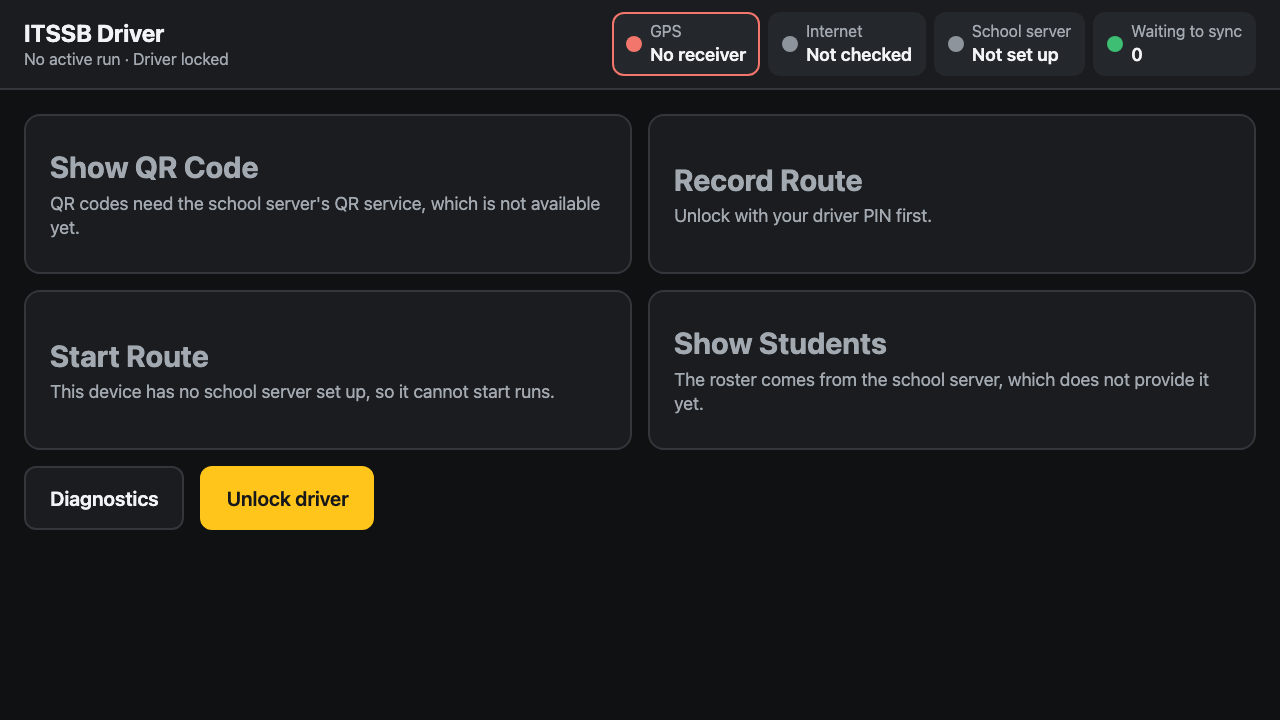 ITSSB Driver
No active run · Driver locked
GPS
No receiver
Internet
Not checked
School server
Not set up
Waiting to sync
0
Show QR Code
QR codes need the school server's QR service, which is not available
yet.
Record Route
Unlock with your driver PIN first.
Start Route
This device has no school server set up, so it cannot start runs.
Show Students
The roster comes from the school server, which does not provide it
yet.
Diagnostics
Unlock driver